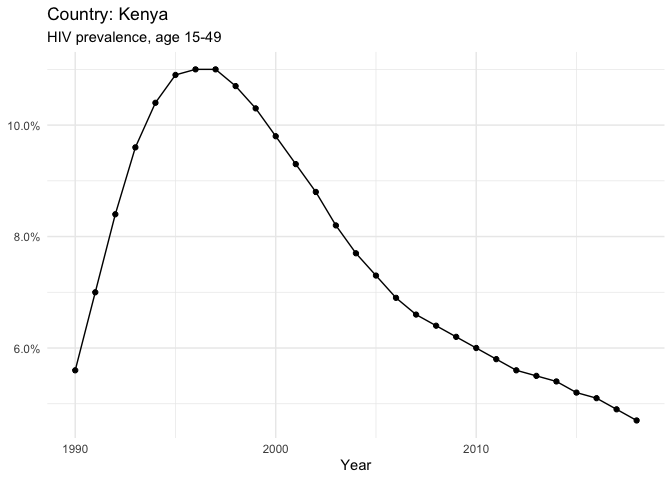 Country: Kenya
HIV prevalence, age 15-49
10.0%
8.0%
6.0%
1990 2000 2010
Year